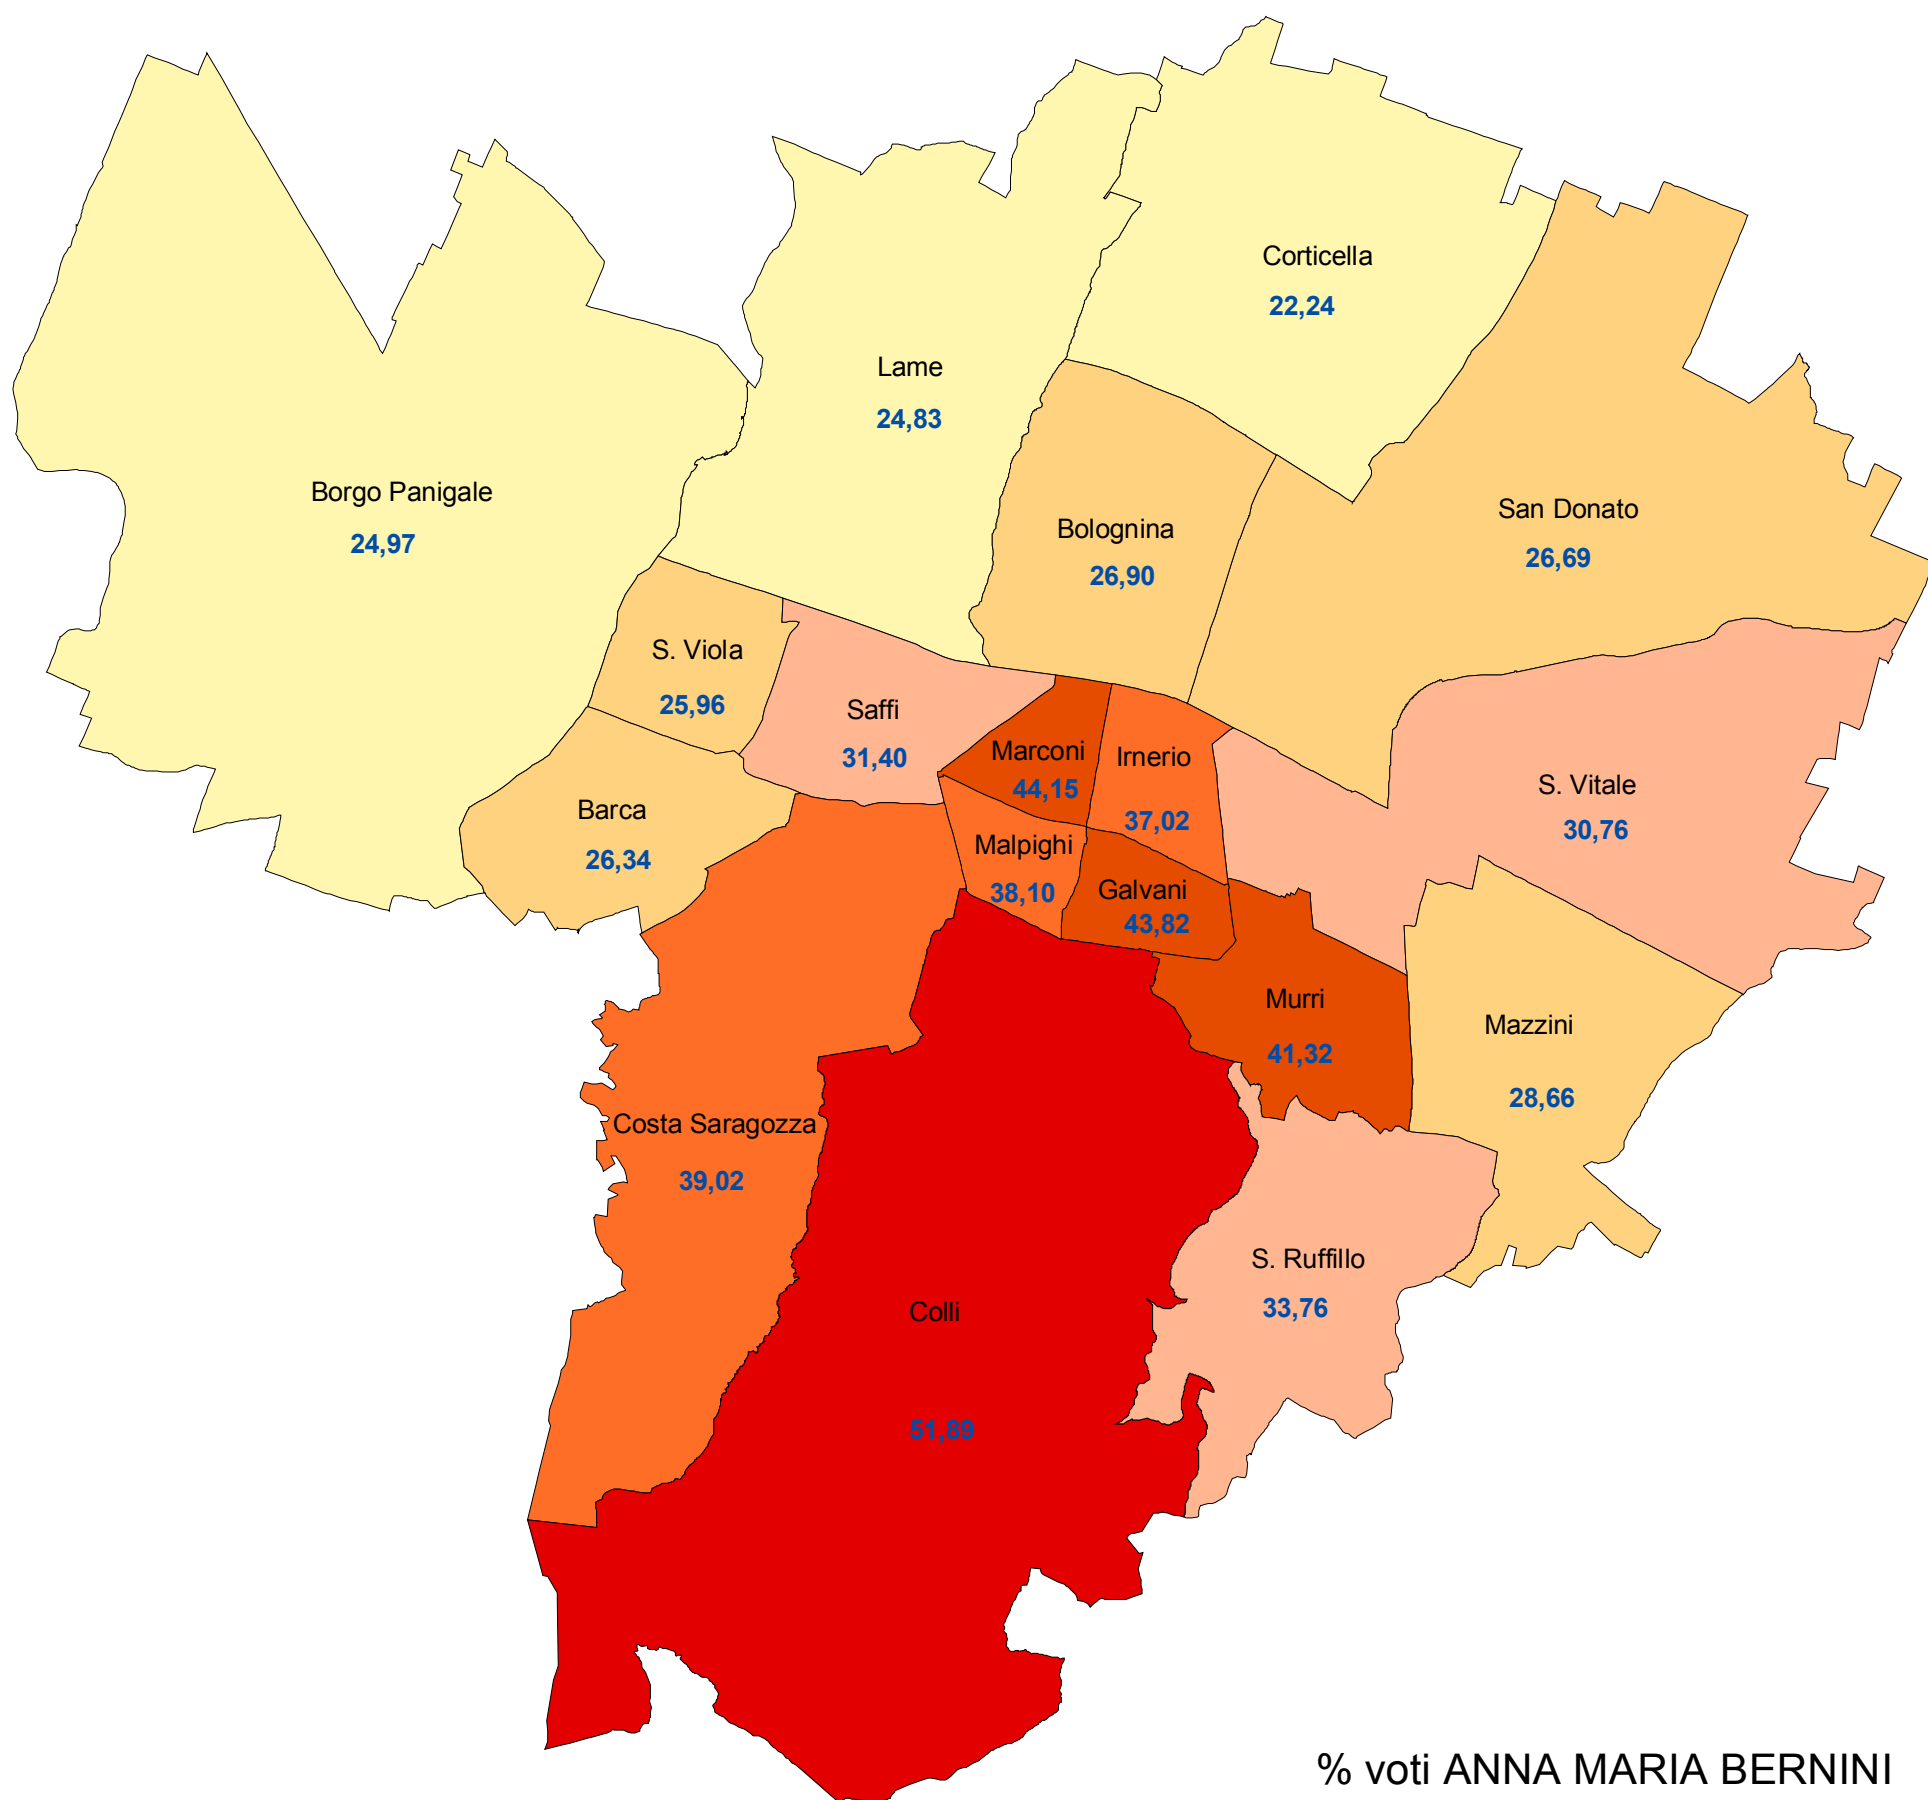 Corticella
22,24
Lame
24,83
Borgo Panigale
24,97
San Donato
26,69
Bolognina
26,90
S. Viola
25,96
Saffi
31,40
Marconi
44,15
Irnerio
37,02
S. Vitale
30,76
Barca
26,34
Malpighi
38,10
Galvani
43,82
Murri
41,32
Mazzini
28,66
Costa Saragozza
39,02
S. Ruffillo
33,76
Colli
51,89
% voti ANNA MARIA BERNINI